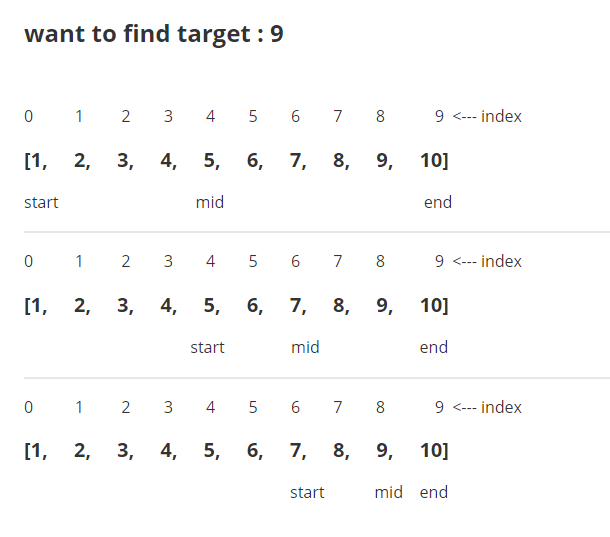 want to find target : 9
0 1 2 3 4 5 6 7 8 9 <--- index
[1, 2, 3, 4, 5, 6, 7, 8, 9, 10]
start mid end
0 1 2 3 4 5 6 7 8 9 <--- index
[1, 2, 3, 4, 5, 6, 7, 8, 9, 10]
start mid end
0 1 2 3 4 5 6 7 8 9 <--- index
[1, 2, 3, 4, 5, 6, 7, 8, 9, 10]
start mid end